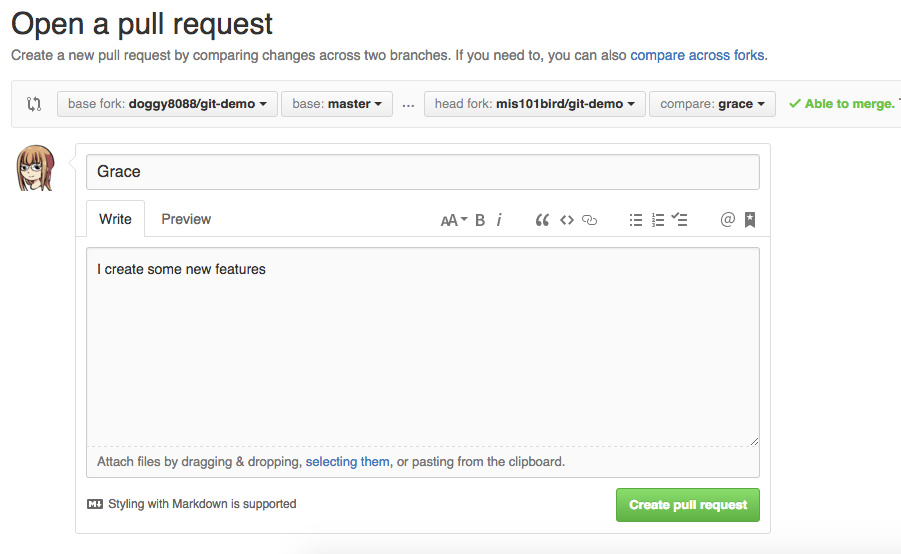 Open a pull request
Create a new pull request by comparing changes across two branches. If you need to, you can also compare across forks.
base fork: doggy8088/git-demo base: master ... head fork: mis101bird/git-demo compare: grace Able to merge.
Grace
Write Preview AA B i @
I create some new features
Attach files by dragging & dropping, selecting them, or pasting from the clipboard.
Styling with Markdown is supported Create pull request